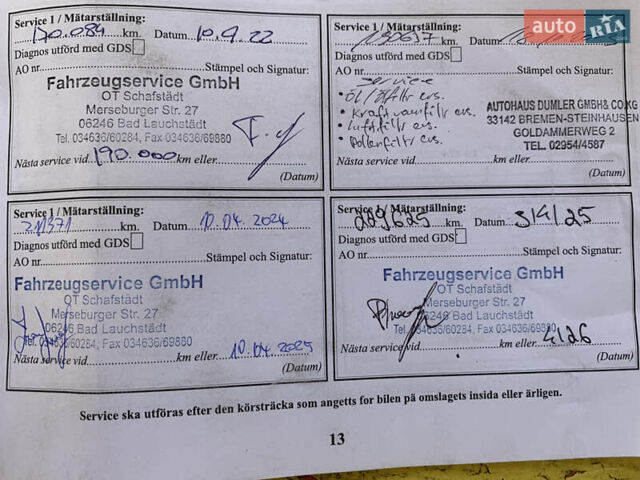 Service 1 / Mätarställning:
170.084 km. Datum 10.9.22
Diagnos utförd med GDS
AO nr. Stämpel och Signatur:
Fahrzeugservice GmbH
OT Schafstädt
Merseburger Str. 27
06246 Bad Lauchstädt
Tel. 034636/60284, Fax 034636/69880
Nästa service vid 190.000 km eller
(Datum)
Service 1 / Mätarställning:
190637 km. Datum
Diagnos utförd med GDS
AO nr. Stämpel och Signatur:
Service
• Öl/Ölfiltr ers.
• Kraftstoffiltr ers.
• Luftfiltr ers.
• Pollenfiltr ers.
AUTOHAUS DUMLER GMBH& CO.KG
33142 BREMEN-STEINHAUSEN
GOLDAMMERWEG 2
TEL. 02954/4587
Nästa service vid km eller
(Datum)
Service 1 / Mätarställning:
211371 km. Datum 10.04.2024
Diagnos utförd med GDS
AO nr. Stämpel och Signatur:
Fahrzeugservice GmbH
OT Schafstädt
Merseburger Str. 27
06246 Bad Lauchstädt
Tel. 034636/60284, Fax 034636/69880
Nästa service vid km eller 10.04.2025
(Datum)
Service 1 / Mätarställning:
229625 km. Datum 3/4/25
Diagnos utförd med GDS
AO nr. Stämpel och Signatur:
Fahrzeugservice GmbH
OT Schafstädt
Merseburger Str. 27
06246 Bad Lauchstädt
Tel. 034636/60284, Fax 034636/69880
Nästa service vid km eller 4/26
(Datum)
Service ska utföras efter den körsträcka som angetts for bilen på omslagets insida eller ärligen.
13
auto RIA